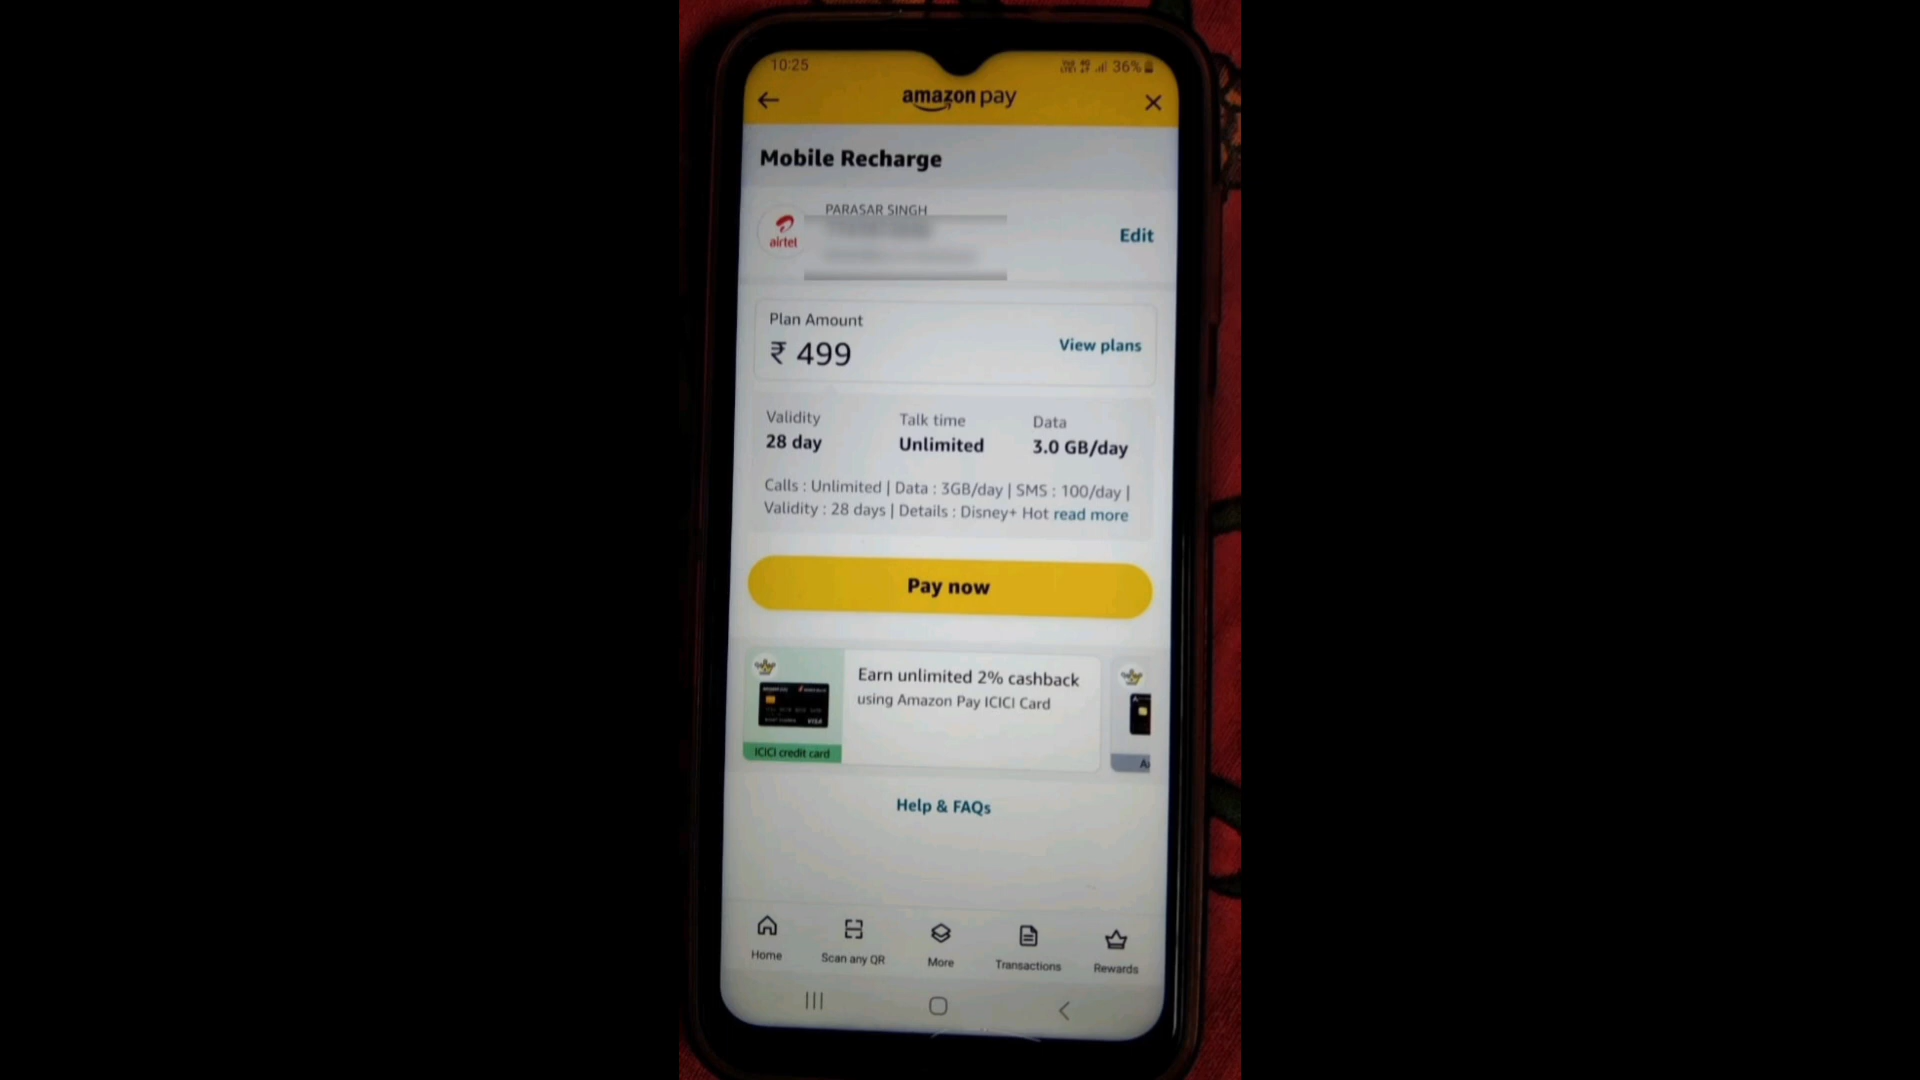 10:25
36%
amazon pay
Mobile Recharge
PARASAR SINGH
airtel
Edit
Plan Amount
₹ 499
View plans
Validity
Talk time
Data
28 day
Unlimited
3.0 GB/day
Calls : Unlimited | Data : 3GB/day | SMS : 100/day |
Validity : 28 days | Details : Disney+ Hot read more
Pay now
Earn unlimited 2% cashback
using Amazon Pay ICICI Card
VISA
ICICI credit card
Help & FAQs
Home
Scan any QR
More
Transactions
Rewards